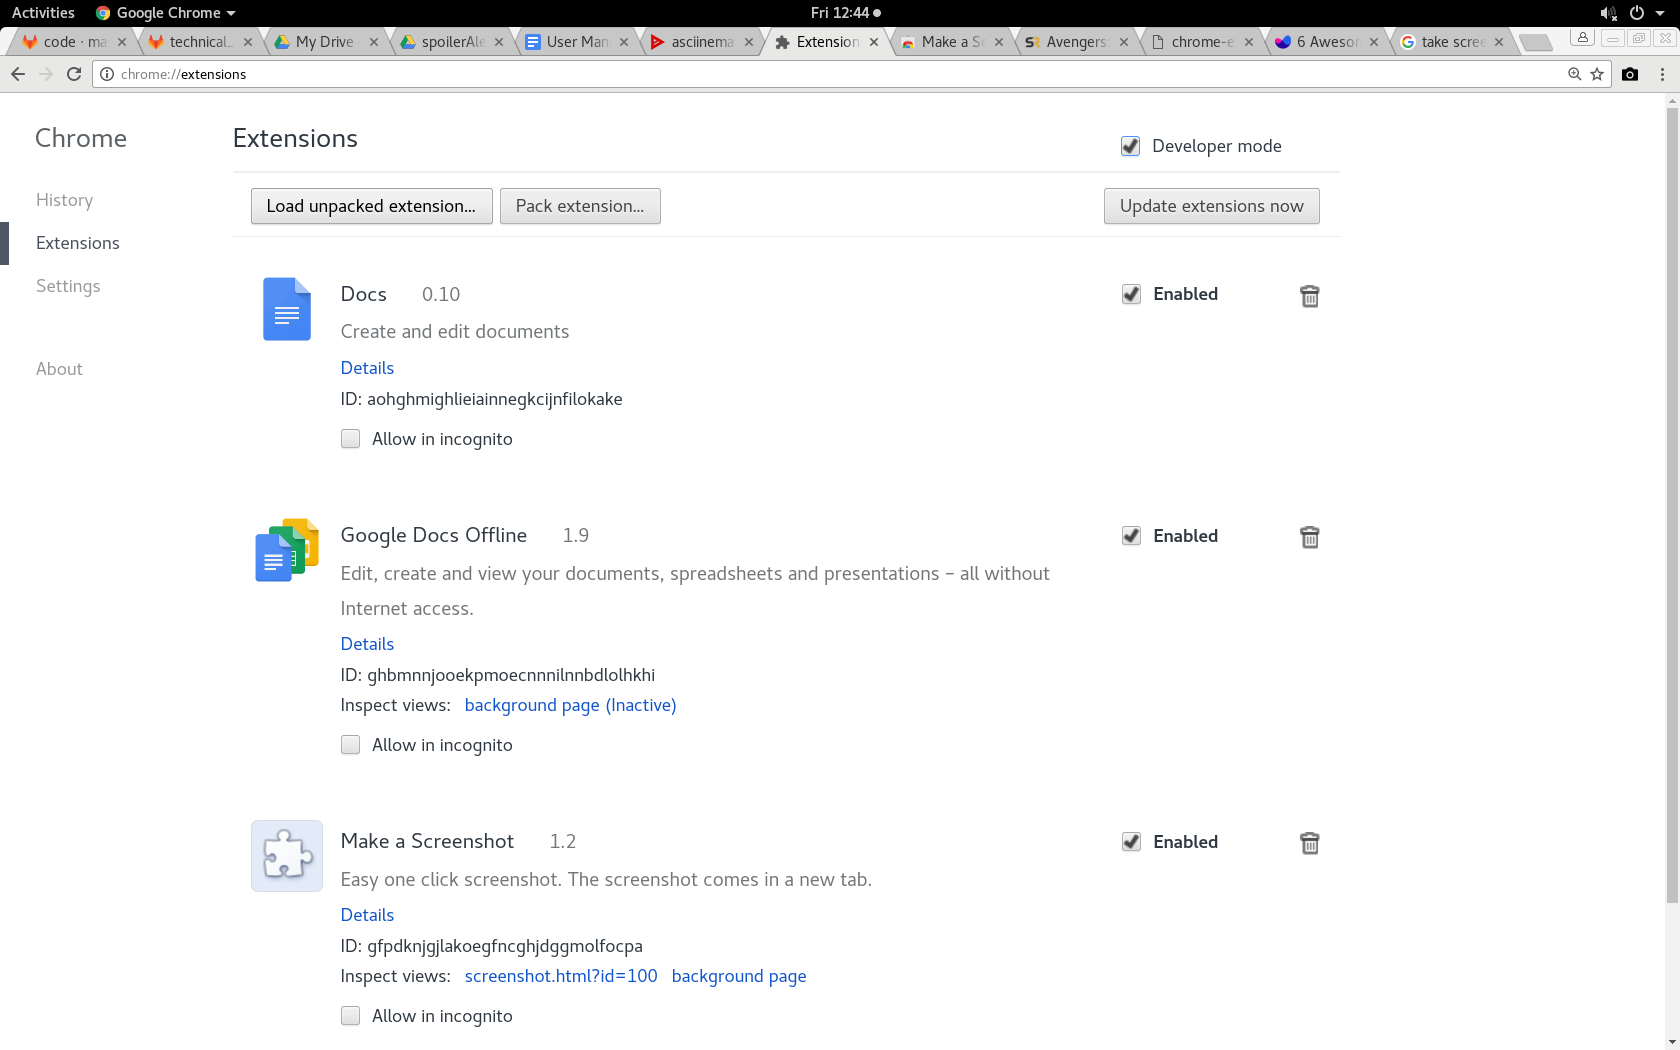 Activities Google Chrome Fri 12:44
code · ma technical. My Drive spoilerAle User Man asciinema Extension Make a Sc Avengers: chrome-e 6 Awesom take scree
chrome://extensions
Chrome
Extensions
Developer mode
History
Extensions
Settings
About
Load unpacked extension... Pack extension... Update extensions now
Docs 0.10 Enabled
Create and edit documents
Details
ID: aohghmighlieiainnegkcijnfilokake
Allow in incognito
Google Docs Offline 1.9 Enabled
Edit, create and view your documents, spreadsheets and presentations – all without
Internet access.
Details
ID: ghbmnnjooekpmoecnnnilnnbdlolhkhi
Inspect views: background page (Inactive)
Allow in incognito
Make a Screenshot 1.2 Enabled
Easy one click screenshot. The screenshot comes in a new tab.
Details
ID: gfpdknjgjlakoegfncghjdggmolfocpa
Inspect views: screenshot.html?id=100 background page
Allow in incognito